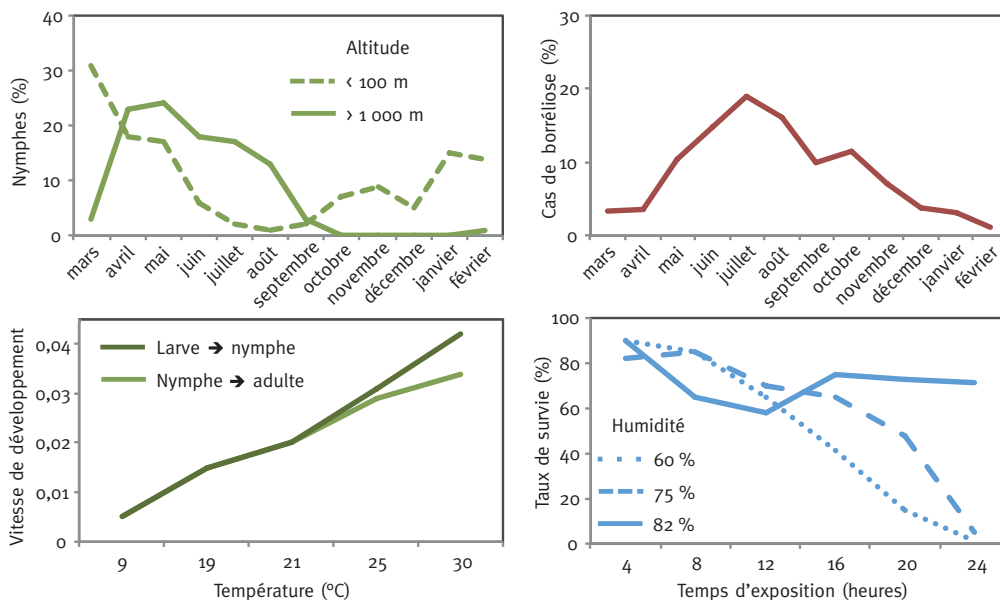 40
30
20
10
0
Nymphes (%)
Altitude
< 100 m
> 1 000 m
mars
avril
mai
juin
juillet
août
septembre
octobre
novembre
décembre
janvier
février
30
20
10
0
Cas de borréliose (%)
mars
avril
mai
juin
juillet
août
septembre
octobre
novembre
décembre
janvier
février
0,04
0,03
0,02
0,01
0
Vitesse de développement
Larve ➔ nymphe
Nymphe ➔ adulte
9 19 21 25 30
Température (°C)
100
80
60
40
20
0
Taux de survie (%)
Humidité
60 %
75 %
82 %
4 8 12 16 20 24
Temps d'exposition (heures)